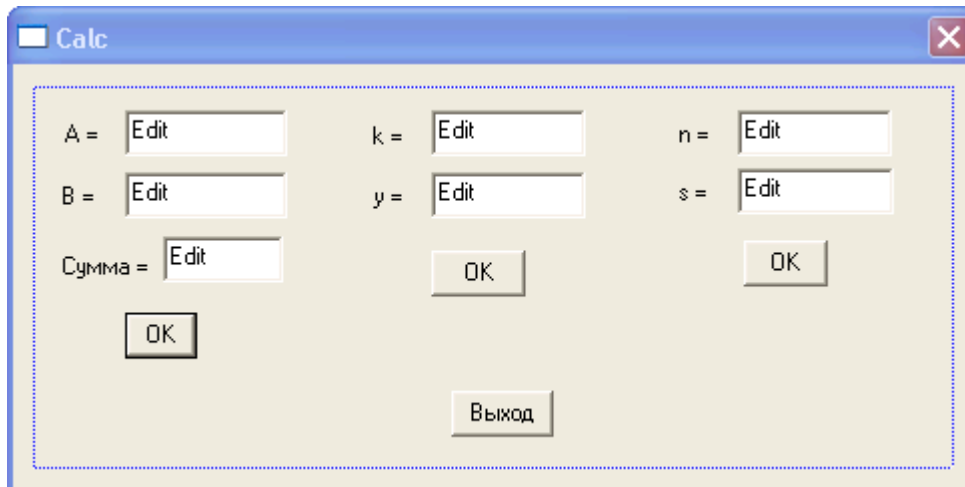 Calc
A = Edit k = Edit n = Edit
B = Edit y = Edit s = Edit
Сумма = Edit OK OK
OK
Выход